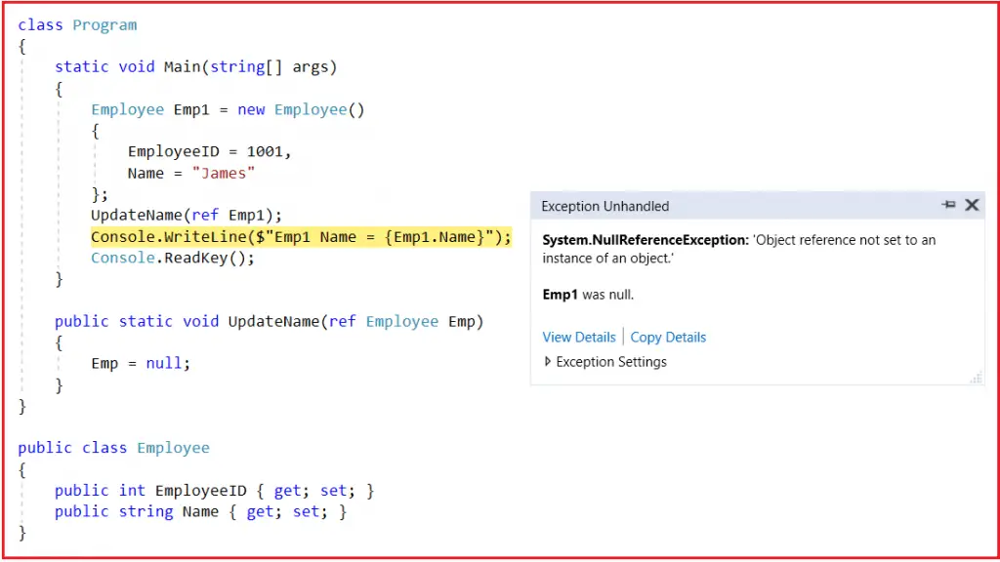 class Program
{
static void Main(string[] args)
{
Employee Emp1 = new Employee()
{
EmployeeID = 1001,
Name = "James"
};
UpdateName(ref Emp1);
Console.WriteLine($"Emp1 Name = {Emp1.Name}");
Console.ReadKey();
}
public static void UpdateName(ref Employee Emp)
{
Emp = null;
}
}
public class Employee
{
public int EmployeeID { get; set; }
public string Name { get; set; }
}
Exception Unhandled
System.NullReferenceException: 'Object reference not set to an
instance of an object.'
Emp1 was null.
View Details | Copy Details
Exception Settings